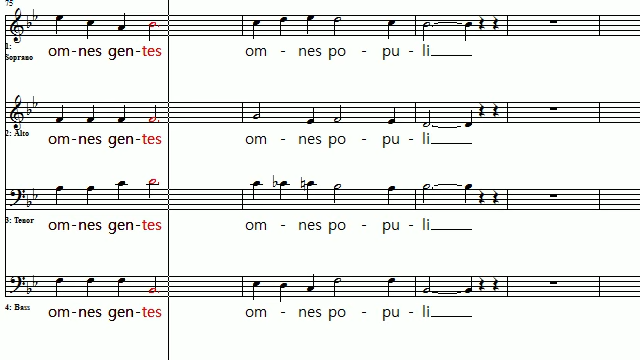 75
om-nes gen-tes om - nes po - pu - li
1:
Soprano
om-nes gen-tes om - nes po - pu - li
2: Alto
om-nes gen-tes om - nes po - pu - li
3: Tenor
om-nes gen-tes om - nes po - pu - li
4: Bass